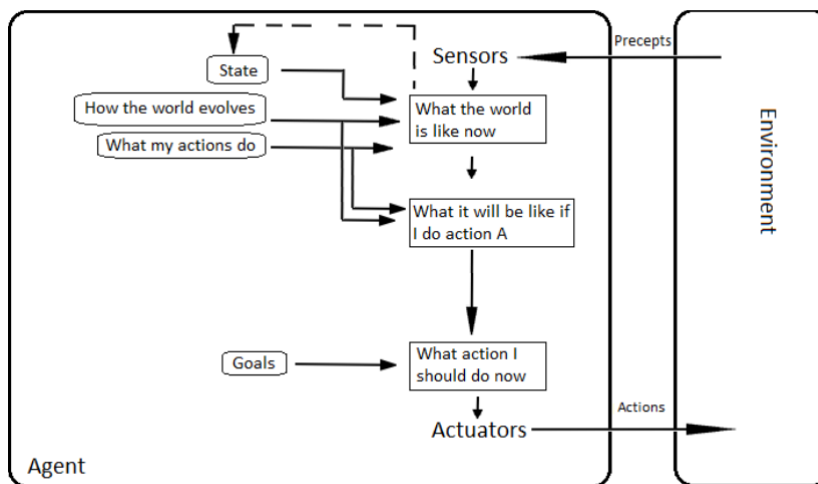 Precepts
Sensors
State
How the world evolves
What my actions do
What the world
is like now
What it will be like if
I do action A
Environment
Goals
What action I
should do now
Actions
Actuators
Agent